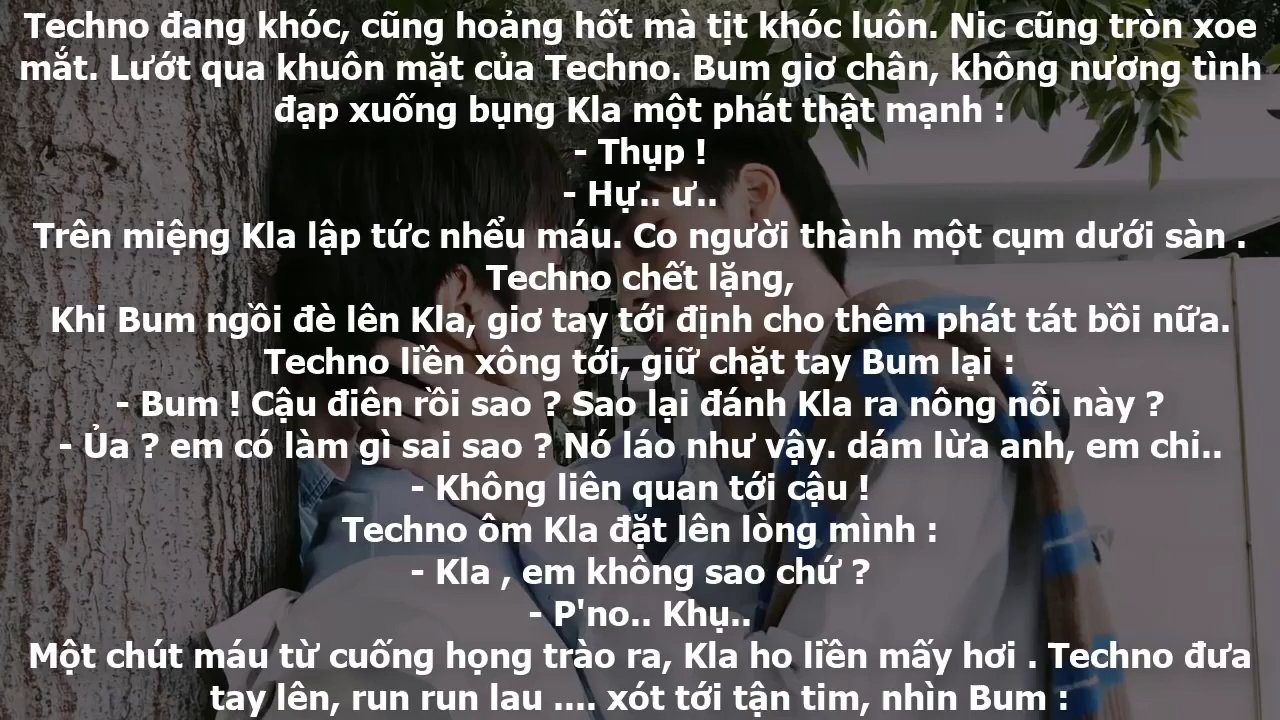 Techno đang khóc, cũng hoảng hốt mà tịt khóc luôn. Nic cũng tròn xoe
mắt. Lướt qua khuôn mặt của Techno. Bum giơ chân, không nương tình
đạp xuống bụng Kla một phát thật mạnh :
- Thụp !
- Hự.. ư..
Trên miệng Kla lập tức nhểu máu. Co người thành một cụm dưới sàn .
Techno chết lặng,
Khi Bum ngồi đè lên Kla, giơ tay tới định cho thêm phát tát bồi nữa.
Techno liền xông tới, giữ chặt tay Bum lại :
- Bum ! Cậu điên rồi sao ? Sao lại đánh Kla ra nông nỗi này ?
- Ủa ? em có làm gì sai sao ? Nó láo như vậy. dám lừa anh, em chỉ..
- Không liên quan tới cậu !
Techno ôm Kla đặt lên lòng mình :
- Kla , em không sao chứ ?
- P'no.. Khụ..
Một chút máu từ cuống họng trào ra, Kla ho liền mấy hơi . Techno đưa
tay lên, run run lau .... xót tới tận tim, nhìn Bum :